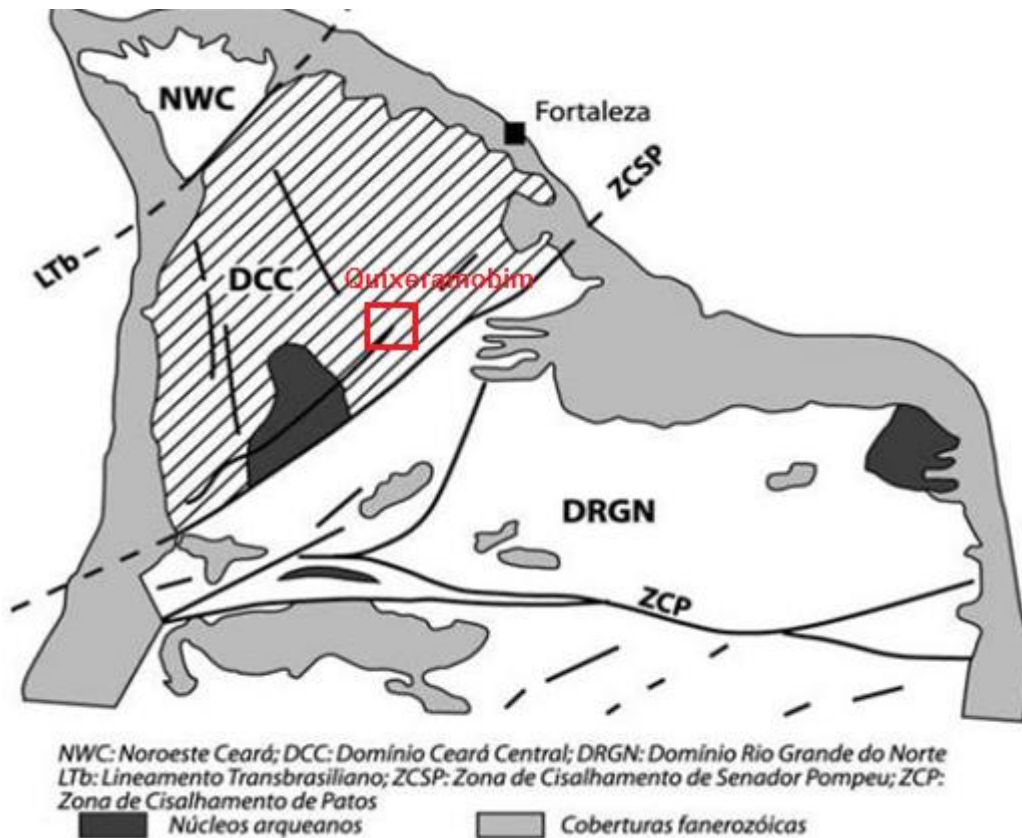 NWC
Fortaleza
ZCSP
LTb
DCC
Quixeramobim
DRGN
ZCP
NWC: Noroeste Ceará; DCC: Domínio Ceará Central; DRGN: Domínio Rio Grande do Norte
LTb: Lineamento Transbrasiliano; ZCSP: Zona de Cisalhamento de Senador Pompeu; ZCP:
Zona de Cisalhamento de Patos
Núcleos arqueanos Coberturas fanerozóicas